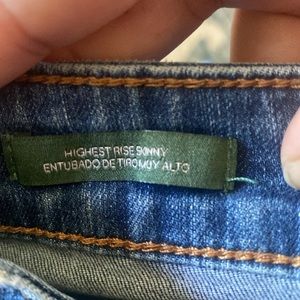 HIGHEST RISE SKINNY
ENTUBADO DE TIRO MUY ALTO